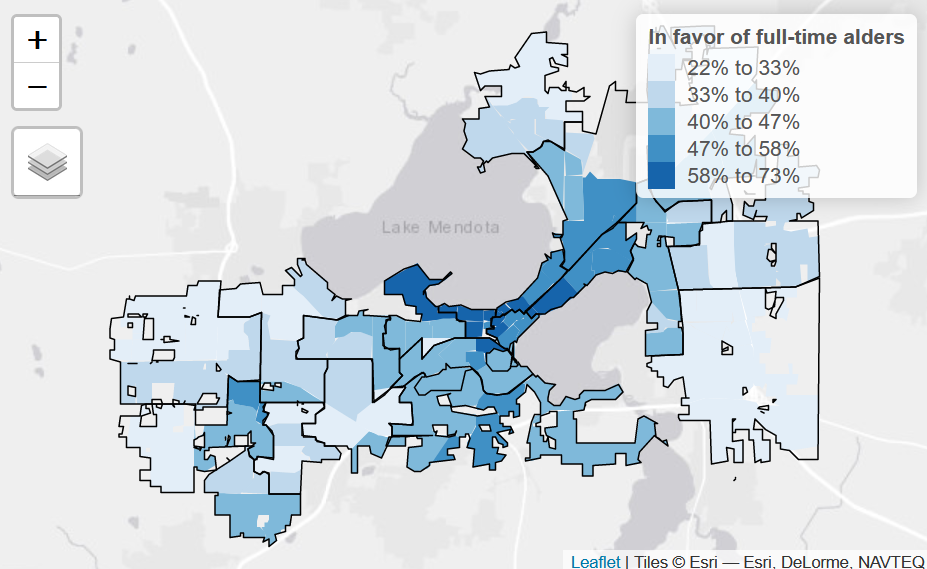 +
−
In favor of full-time alders
22% to 33%
33% to 40%
40% to 47%
47% to 58%
58% to 73%
Lake Mendota
Leaflet | Tiles © Esri — Esri, DeLorme, NAVTEQ